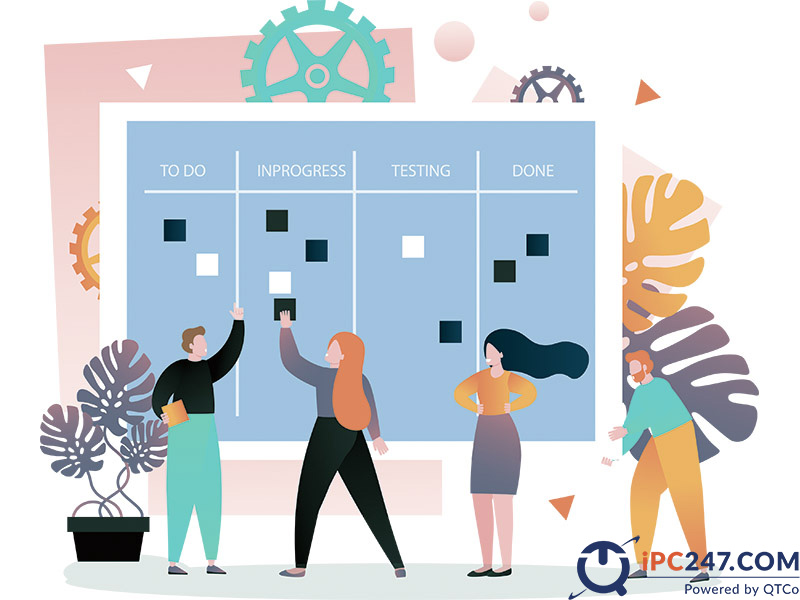 TO DO
INPROGRESS
TESTING
DONE
iPC247.COM
Powered by QTCo